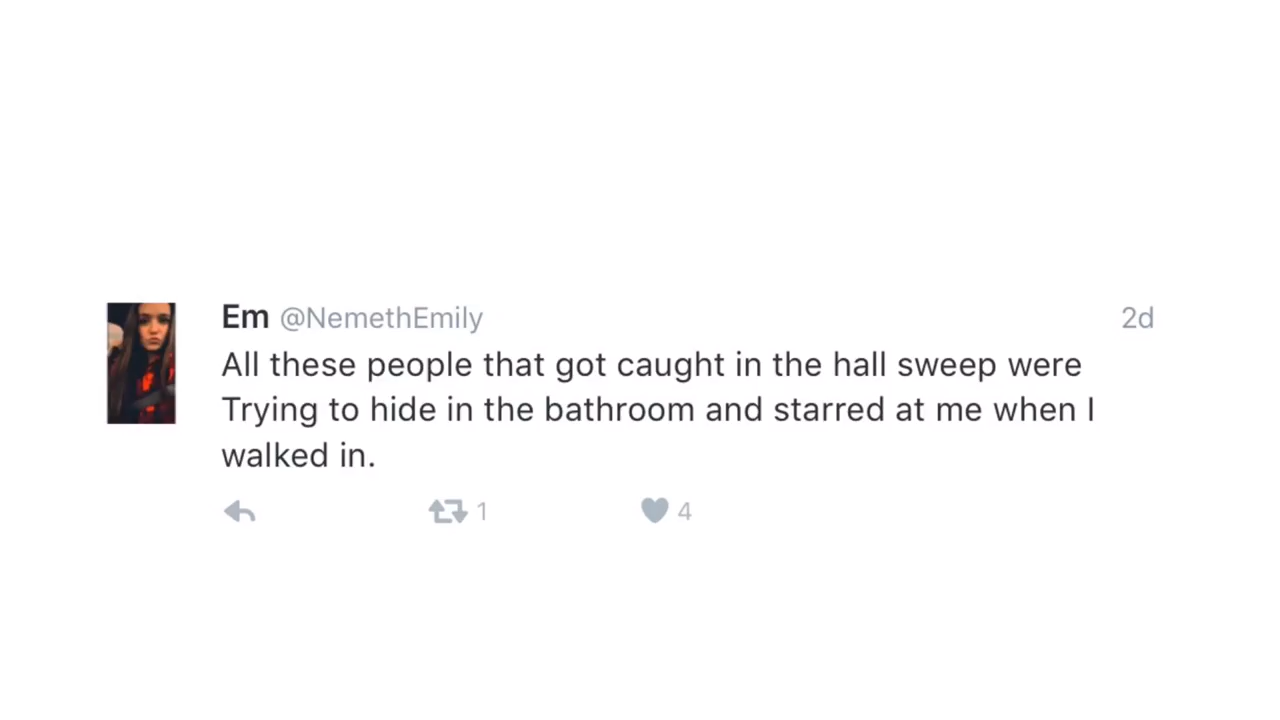 Em @NemethEmily 2d
All these people that got caught in the hall sweep were
Trying to hide in the bathroom and starred at me when I
walked in.
1 4